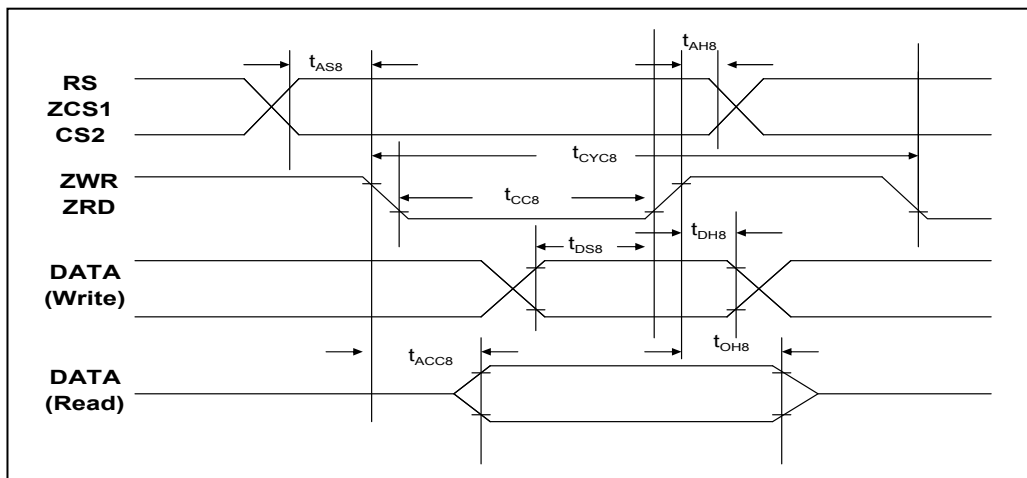 tAS8
tAH8
RS
ZCS1
CS2
tCYC8
ZWR
ZRD
tCC8
tDS8
tDH8
DATA
(Write)
tACC8
tOH8
DATA
(Read)